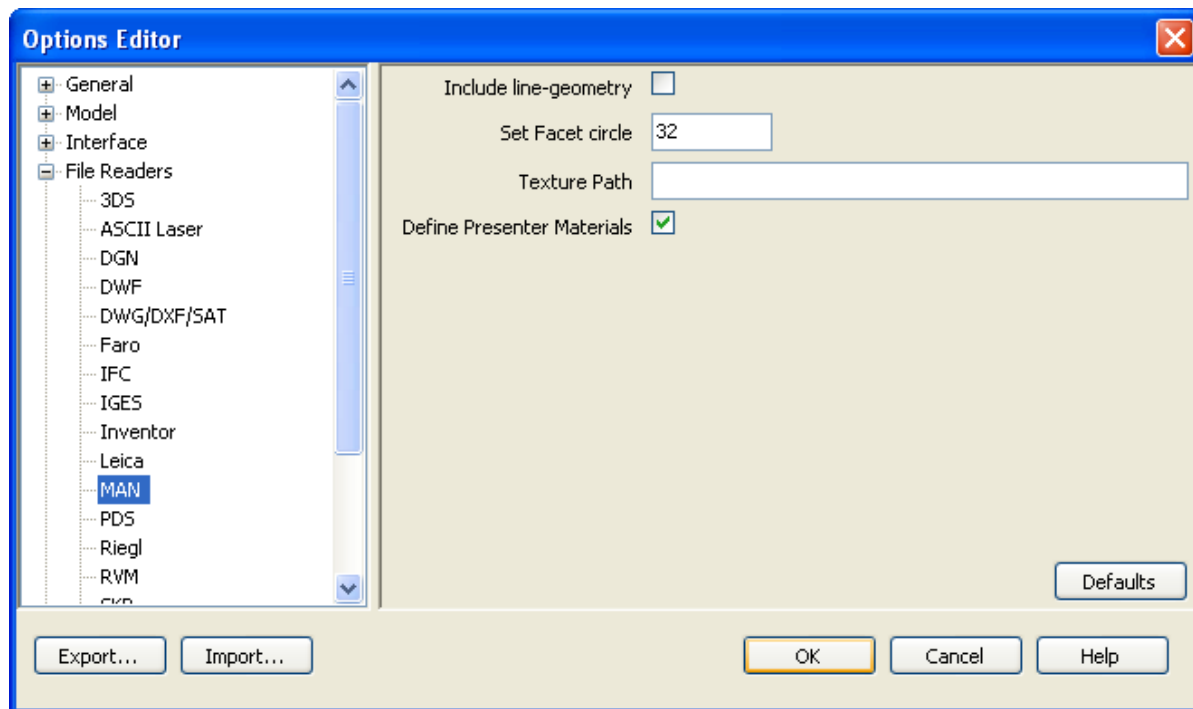 Options Editor
General
Model
Interface
File Readers
3DS
ASCII Laser
DGN
DWF
DWG/DXF/SAT
Faro
IFC
IGES
Inventor
Leica
MAN
PDS
Riegl
RVM
Include line-geometry
Set Facet circle 32
Texture Path
Define Presenter Materials
Defaults
Export... Import... OK Cancel Help